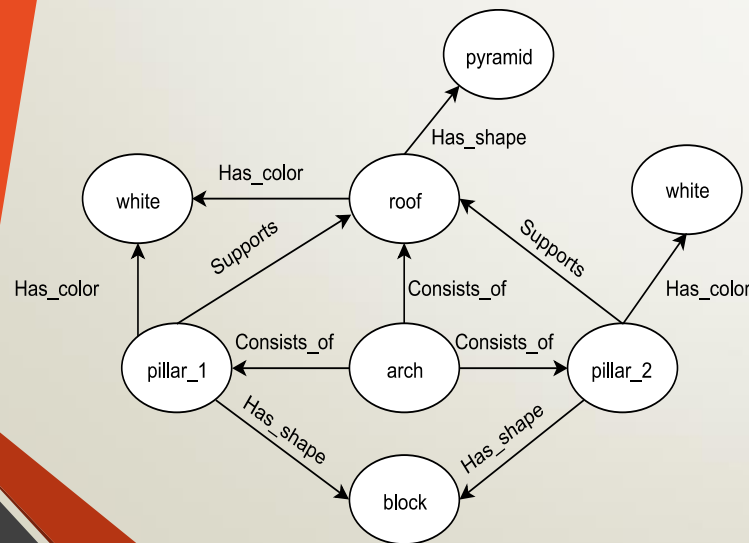 pyramid
Has_shape
Has_color
white
roof
white
Supports
Supports
Has_color
Consists_of
Has_color
Consists_of
Consists_of
pillar_1
arch
pillar_2
Has_shape
Has_shape
block